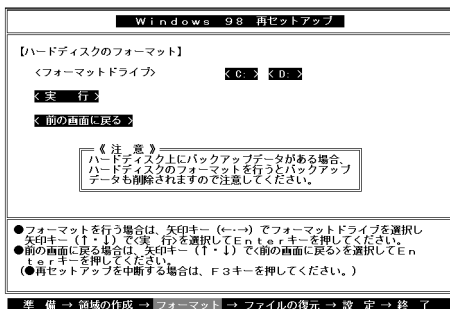 Windows 98 再セットアップ
【ハードディスクのフォーマット】
<フォーマットドライブ> < C: > < D: >
< 実 行 >
< 前の画面に戻る >
《 注 意 》
ハードディスク上にバックアップデータがある場合、
ハードディスクのフォーマットを行うとバックアップ
データも削除されますので注意してください。
●フォーマットを行う場合は、矢印キー (←・→) でフォーマットドライブを選択し
矢印キー (↑・↓) で<実 行>を選択してEnterキーを押してください。
●前の画面に戻る場合は、矢印キー (↑・↓) で<前の画面に戻る>を選択してEn
terキーを押してください。
(●再セットアップを中断する場合は、F3キーを押してください。)
準 備 → 領域の作成 → フォーマット → ファイルの復元 → 設 定 → 終 了